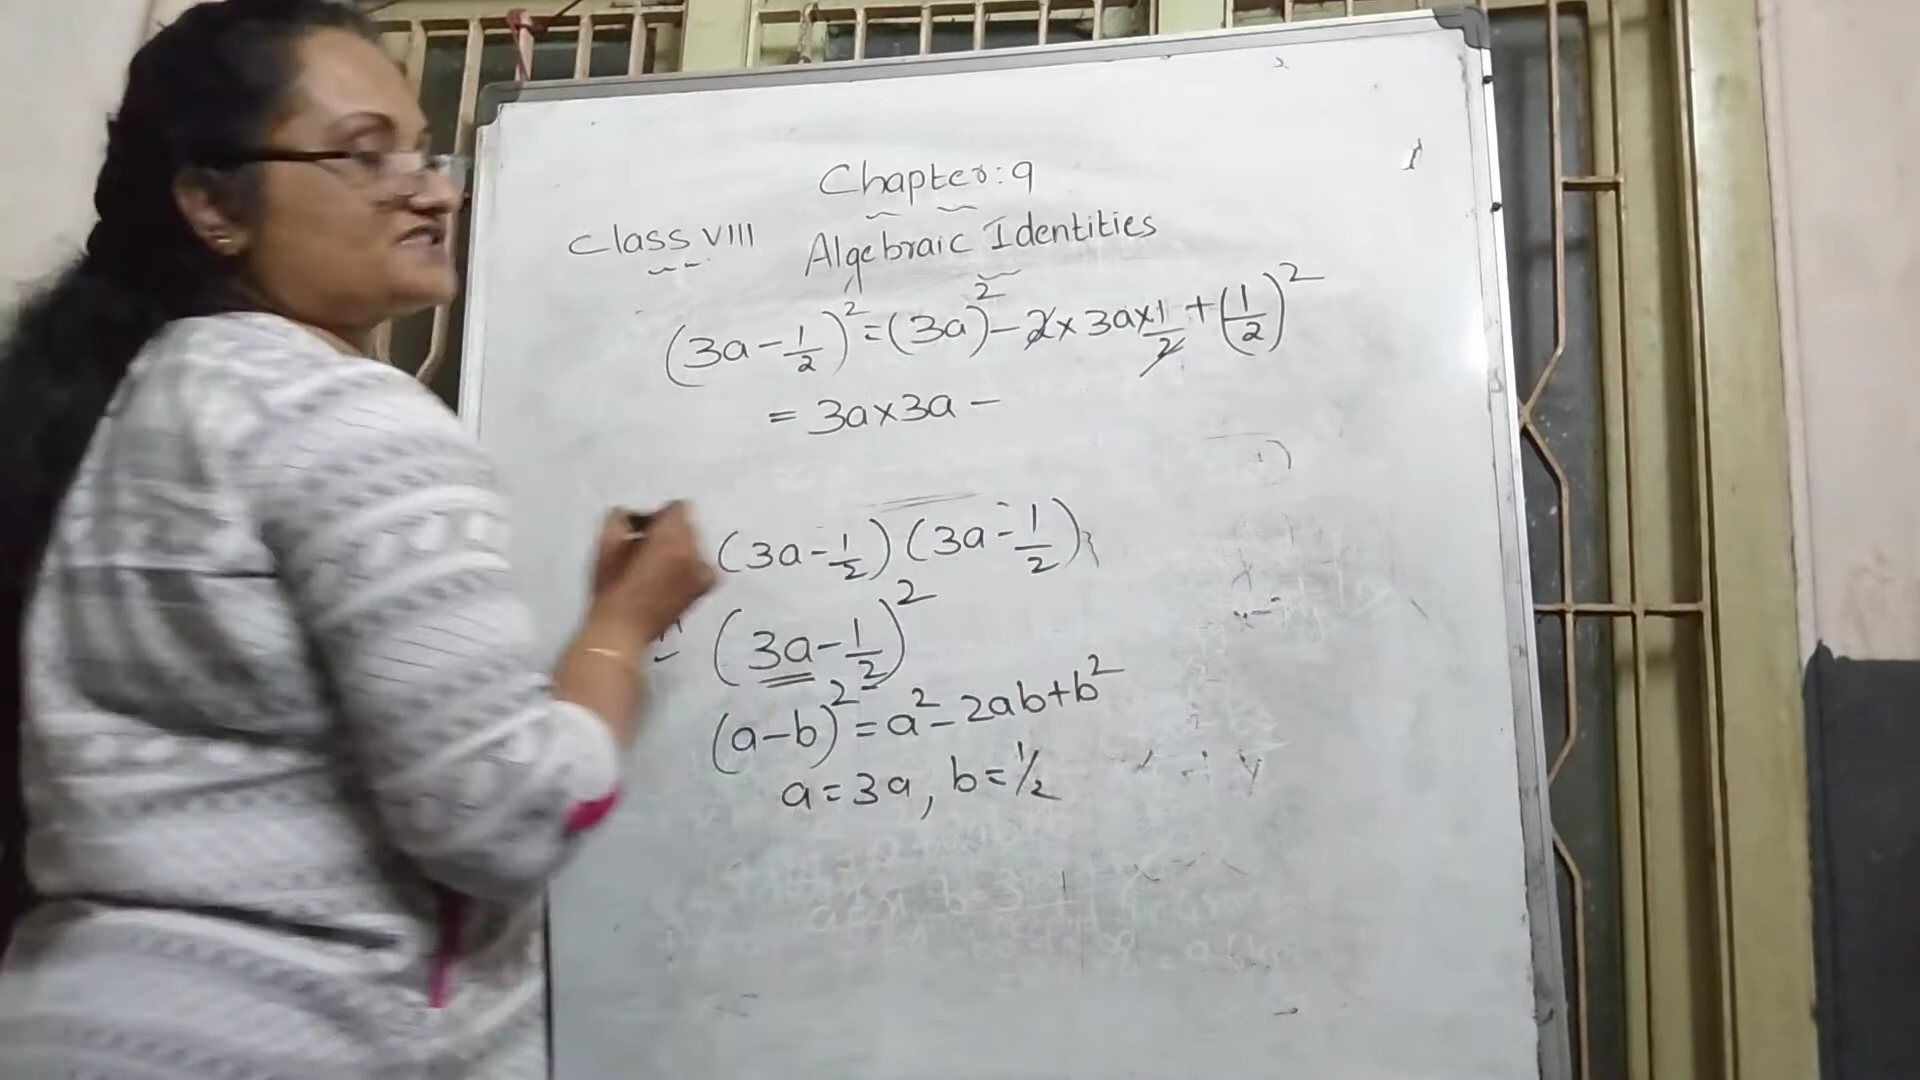 Chapter: 9
Class VIII Algebraic Identities
(3a - 1/2)² = (3a)² - 2 x 3a x 1/2 + (1/2)²
= 3a x 3a -
(3a - 1/2) (3a - 1/2)
(3a - 1/2)²
(a - b)² = a² - 2ab + b²
a = 3a, b = 1/2